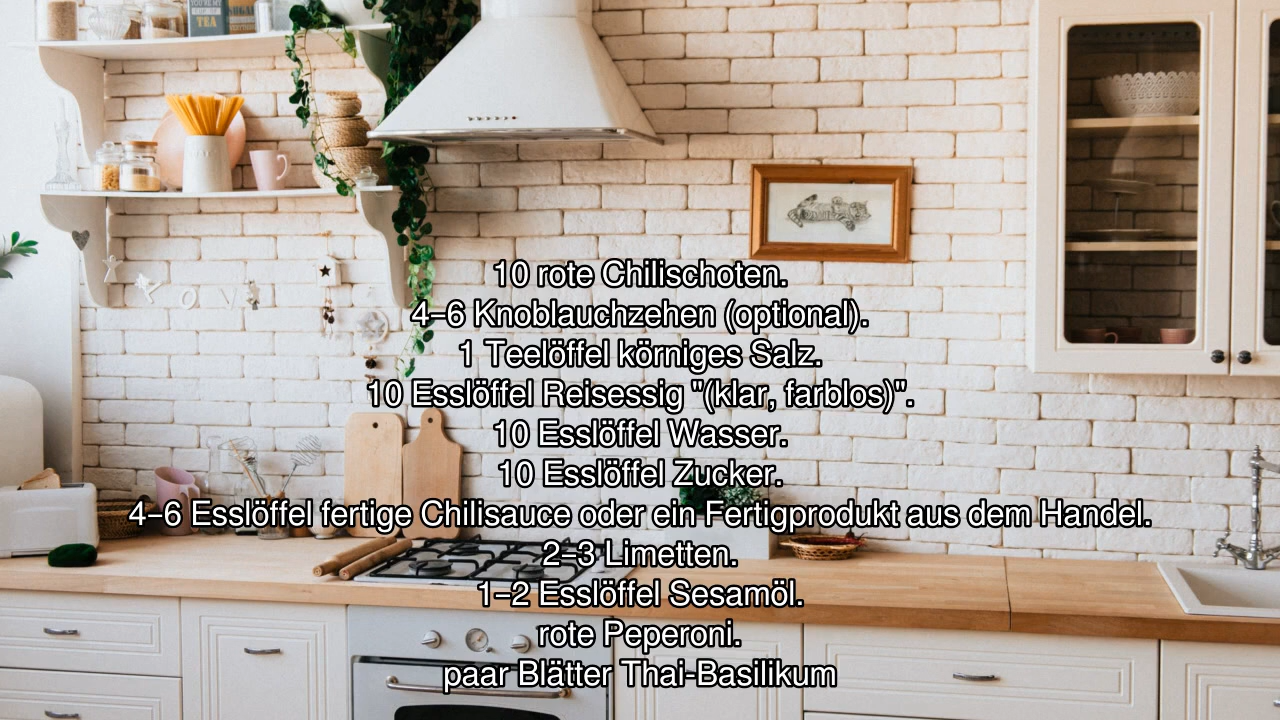 10 rote Chilischoten.
4–6 Knoblauchzehen (optional).
1 Teelöffel körniges Salz.
10 Esslöffel Reisessig "(klar, farblos)".
10 Esslöffel Wasser.
10 Esslöffel Zucker.
4–6 Esslöffel fertige Chilisauce oder ein Fertigprodukt aus dem Handel.
2–3 Limetten.
1–2 Esslöffel Sesamöl.
rote Peperoni.
paar Blätter Thai-Basilikum